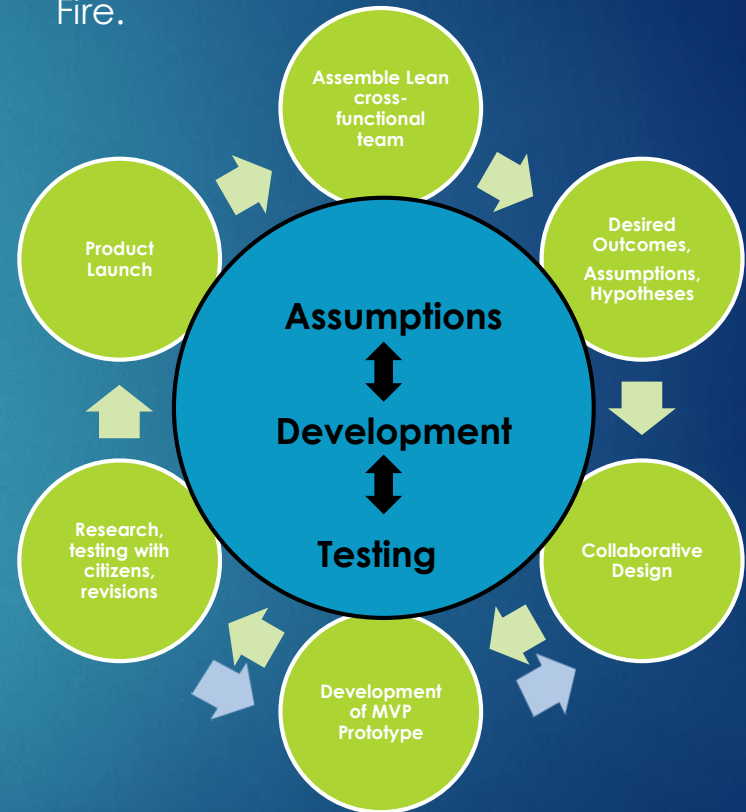 Fire.
Assemble Lean
cross-
functional
team
Desired
Outcomes,
Assumptions,
Hypotheses
Collaborative
Design
Development
of MVP
Prototype
Research,
testing with
citizens,
revisions
Product
Launch
Assumptions
Development
Testing